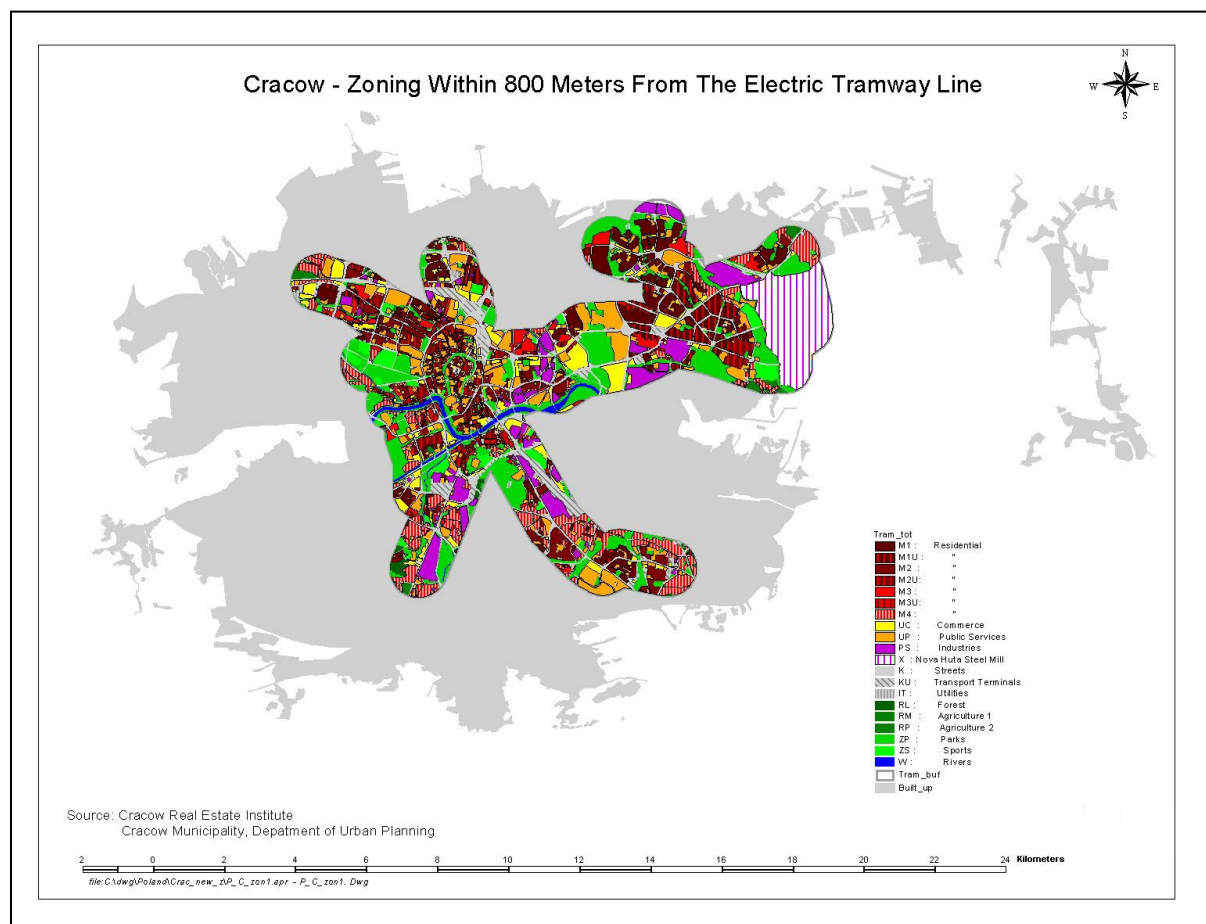 Cracow - Zoning Within 800 Meters From The Electric Tramway Line
N
W E
S
Tram_tot
M1 : Residential
M1U : "
M2 : "
M2U: "
M3 : "
M3U: "
M4 : "
UC : Commerce
UP : Public Services
PS : Industries
X : Nova Huta Steel Mill
K : Streets
KU : Transport Terminals
IT : Utilities
RL : Forest
RM : Agriculture 1
RP : Agriculture 2
ZP : Parks
ZS : Sports
W : Rivers
Tram_buf
Built_up
Source: Cracow Real Estate Institute
Cracow Municipality, Depatment of Urban Planning
2 0 2 4 6 8 10 12 14 16 18 20 22 24 Kilometers
file:C:\dwg\Poland\Crac_new_z\P_C_zon1.apr - P_C_zon1. Dwg